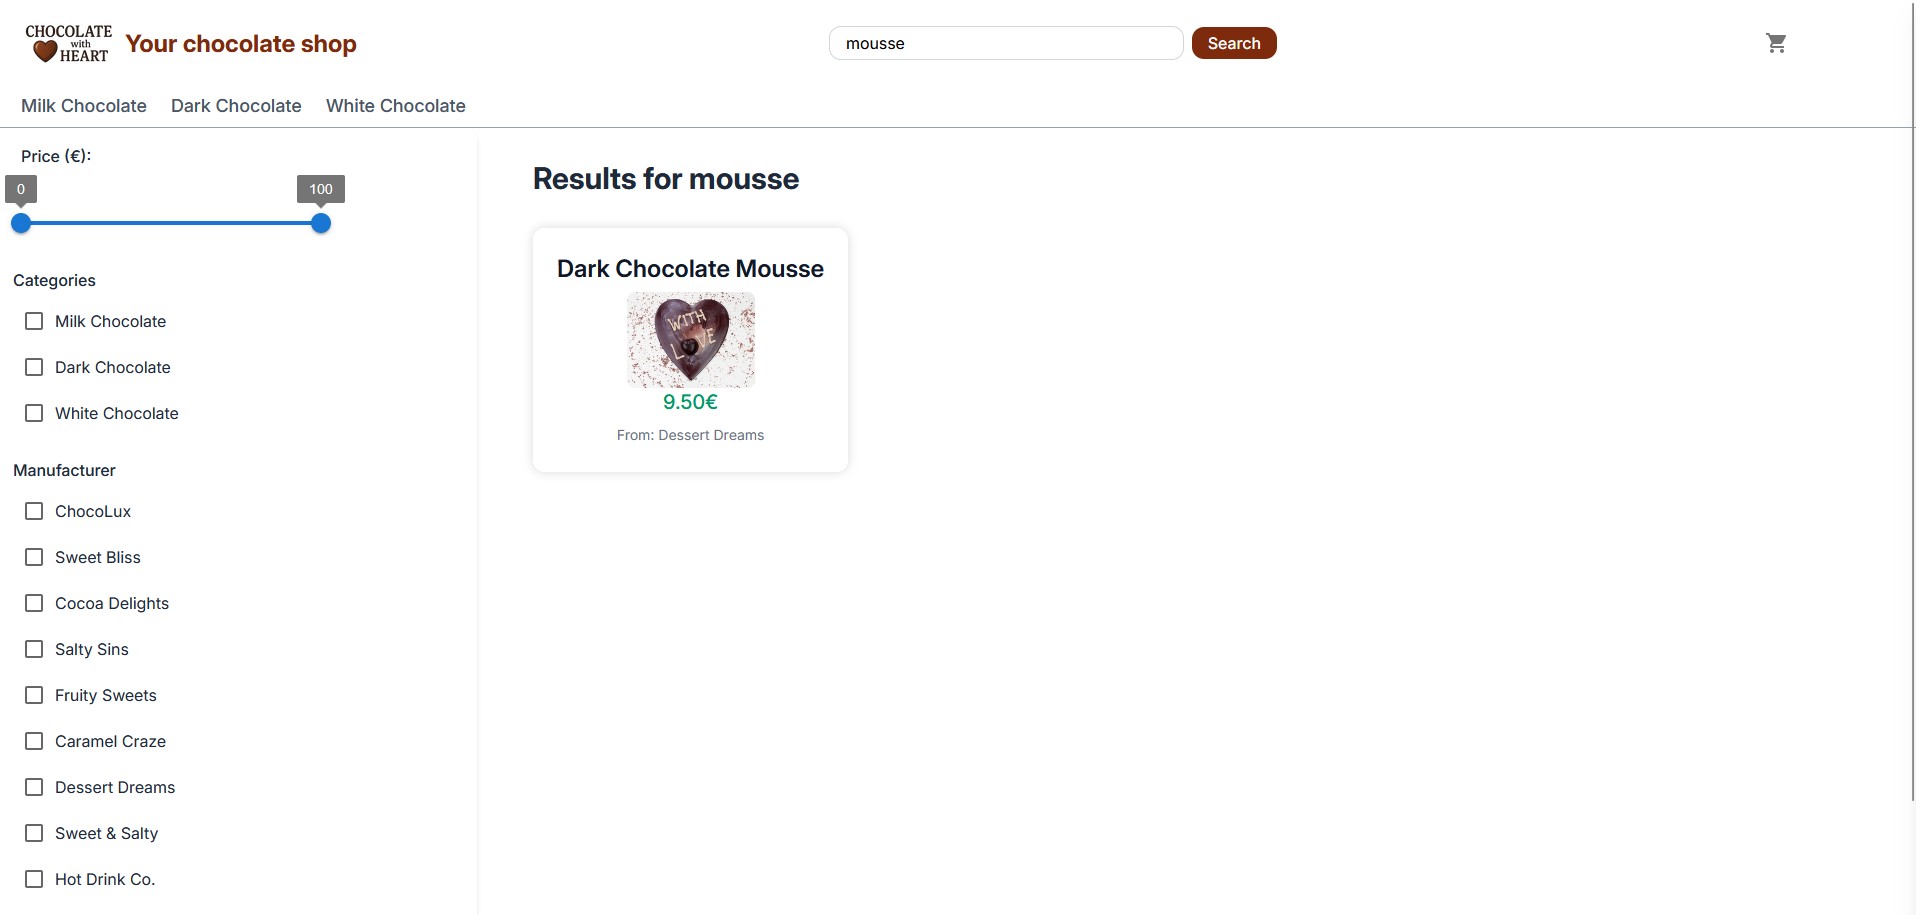 CHOCOLATE
with
HEART
Your chocolate shop
mousse
Search
Milk Chocolate
Dark Chocolate
White Chocolate
Price (€):
0
100
Categories
Milk Chocolate
Dark Chocolate
White Chocolate
Manufacturer
ChocoLux
Sweet Bliss
Cocoa Delights
Salty Sins
Fruity Sweets
Caramel Craze
Dessert Dreams
Sweet & Salty
Hot Drink Co.
Results for mousse
Dark Chocolate Mousse
WITH
LOVE
9.50€
From: Dessert Dreams